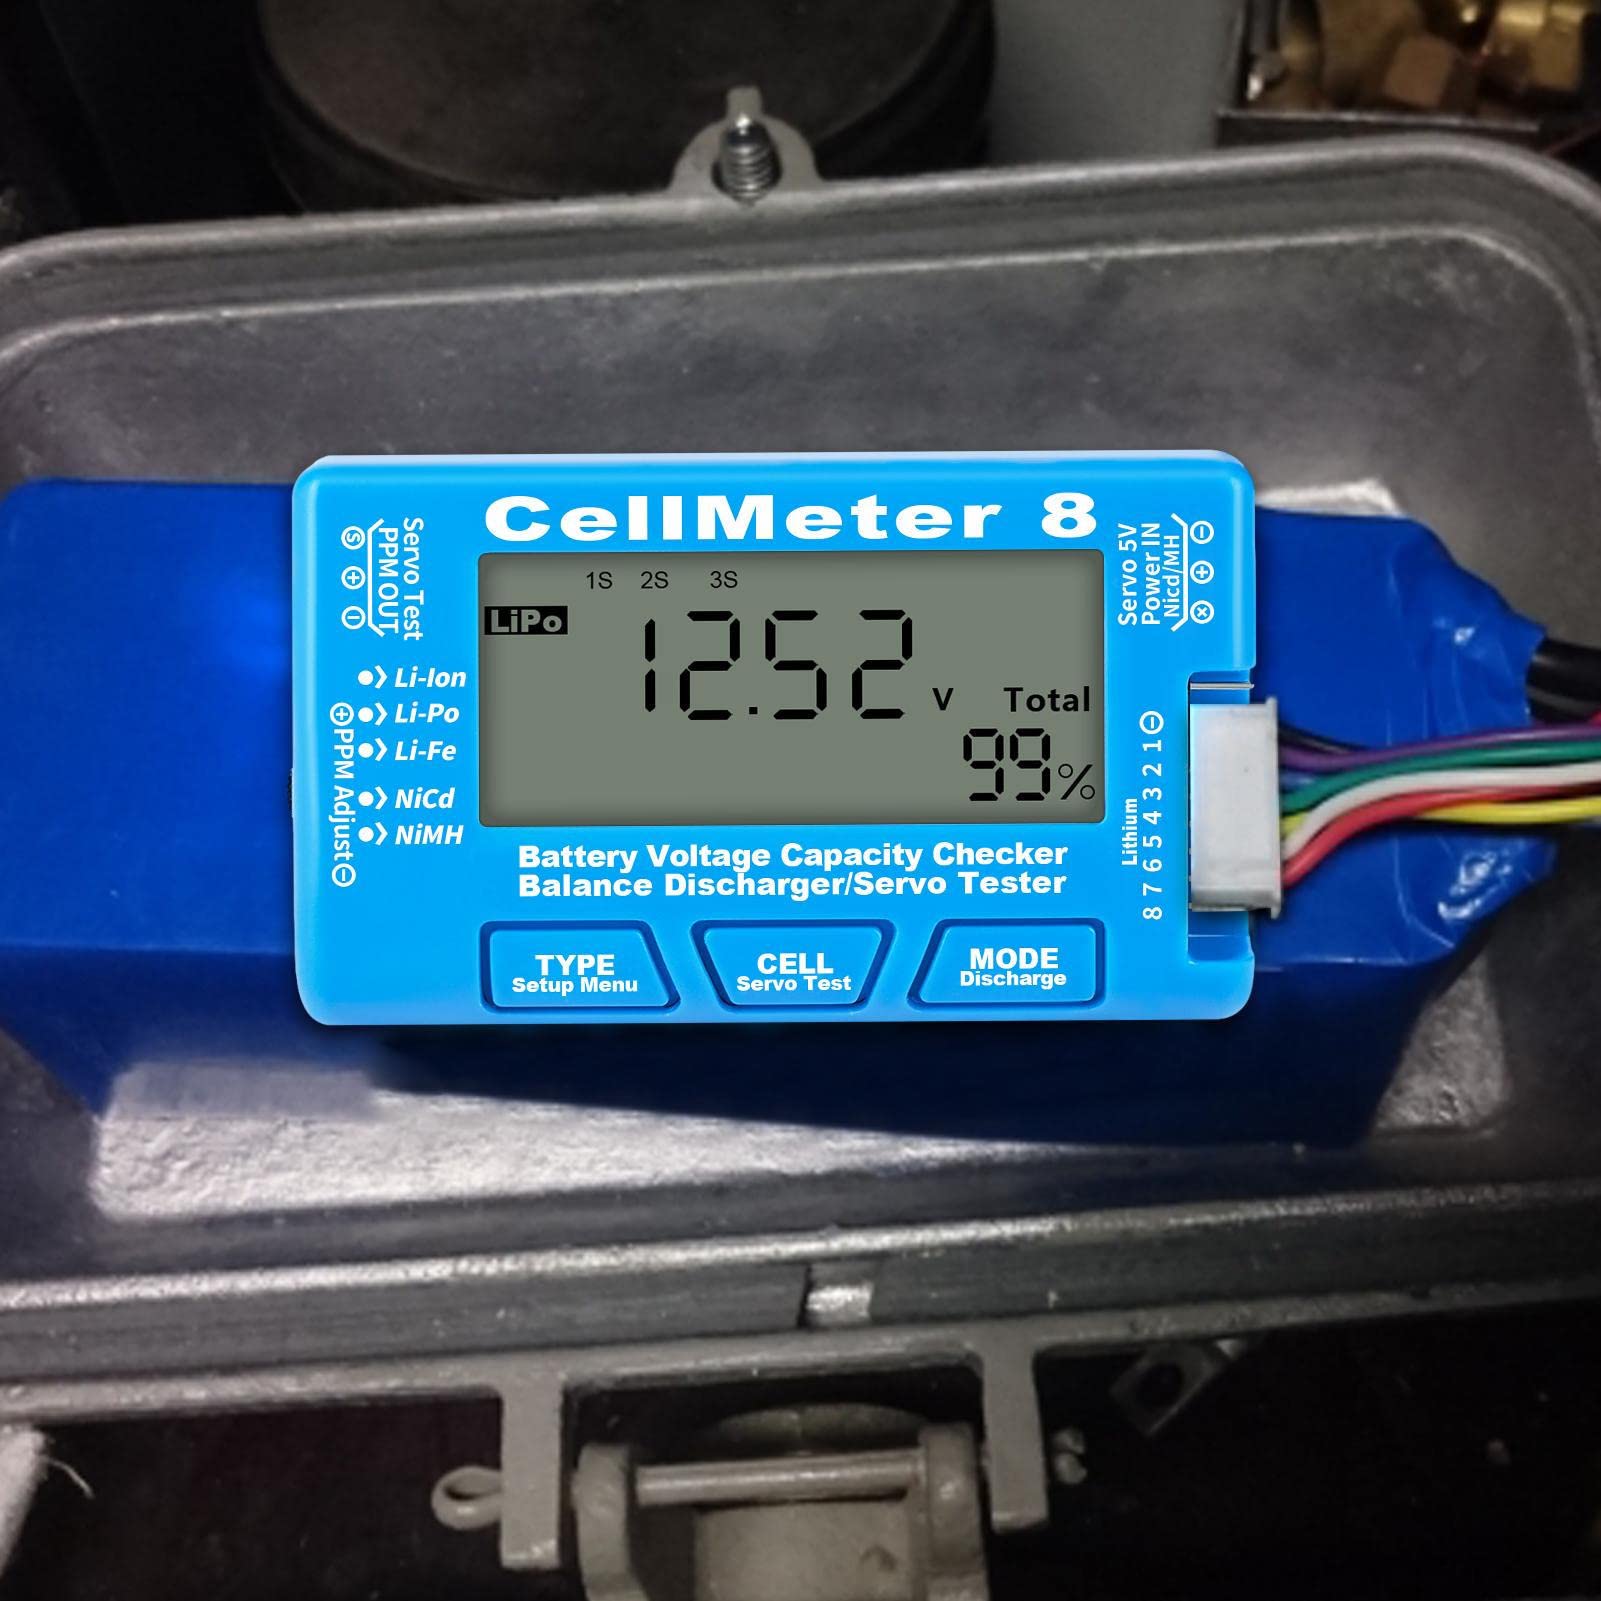 CellMeter 8
1S 2S 3S
LiPo
12.52 V Total
99%
Servo Test
PPM OUT
S + −
Li-Ion
Li-Po
Li-Fe
NiCd
NiMH
+ PPM Adjust −
Servo 5V
Power IN
Nicd/MH
− + ×
Lithium
8 7 6 5 4 3 2 1 −
Battery Voltage Capacity Checker
Balance Discharger/Servo Tester
TYPE
Setup Menu
CELL
Servo Test
MODE
Discharge